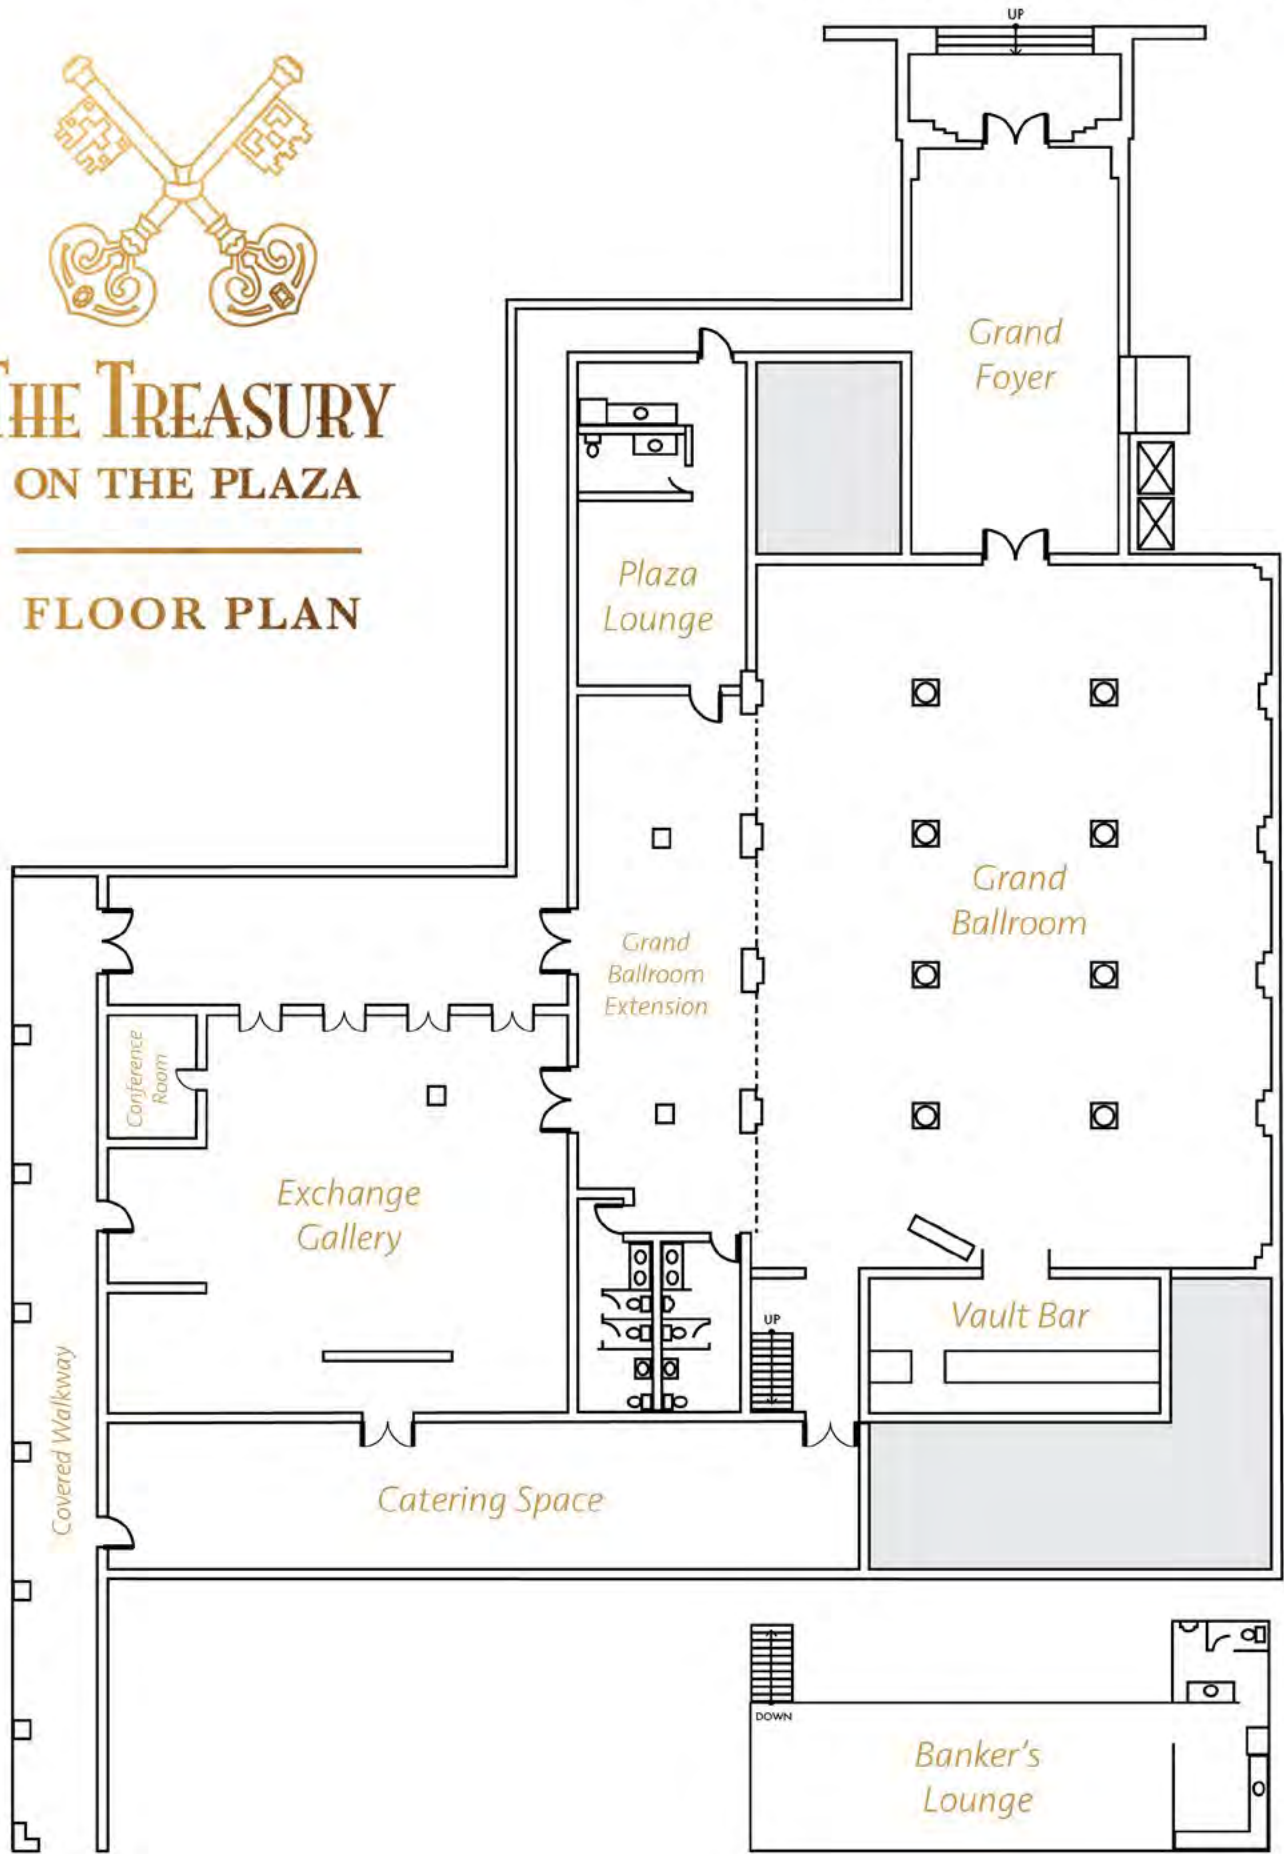 UP
THE TREASURY
ON THE PLAZA
FLOOR PLAN
Grand
Foyer
Plaza
Lounge
Grand
Ballroom
Grand
Ballroom
Extension
Conference
Room
Exchange
Gallery
Vault Bar
UP
Covered Walkway
Catering Space
DOWN
Banker's
Lounge